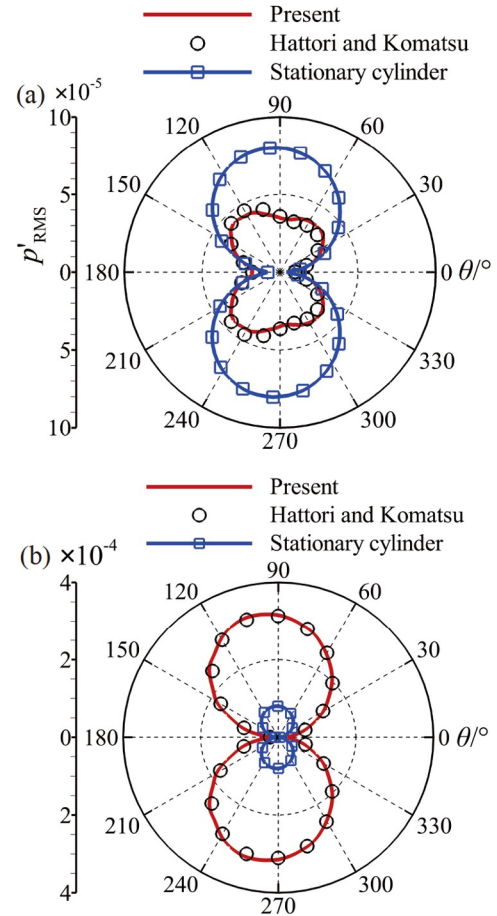 Present
Hattori and Komatsu
Stationary cylinder
(a) ×10⁻⁵
10
90
120
60
5
150
30
p'RMS
0
180
0 θ/°
5
210
330
10
240
300
270
Present
Hattori and Komatsu
Stationary cylinder
(b) ×10⁻⁴
4
90
120
60
2
150
30
0
180
0 θ/°
2
210
330
4
240
300
270